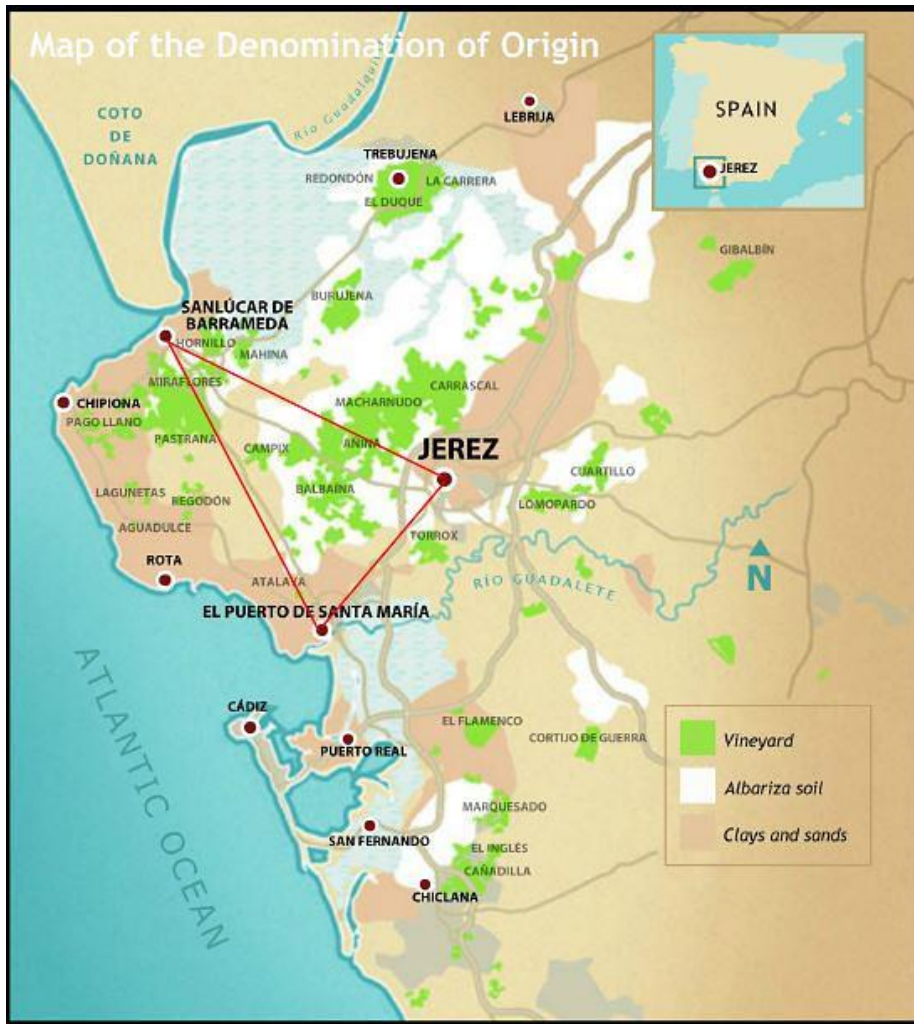 Map of the Denomination of Origin
COTO
DE
DOÑANA
Río Guadalquivir
LEBRIJA
SPAIN
JEREZ
TREBUJENA
REDONDÓN
LA CARRERA
EL DUQUE
GIBALBÍN
BURUJENA
SANLÚCAR DE
BARRAMEDA
HORNILLO
MAHINA
MIRAFLORES
CARRASCAL
MACHARNUDO
CHIPIONA
PAGO LLANO
PASTRANA
CAMPIX
AÑINA
JEREZ
BALBAÍNA
CUARTILLO
LAGUNETAS
REGODÓN
LOMOPARDO
AGUADULCE
TORROX
ROTA
ATALAYA
RÍO GUADALETE
N
EL PUERTO DE SANTA MARÍA
ATLANTIC OCEAN
CÁDIZ
PUERTO REAL
EL FLAMENCO
CORTIJO DE GUERRA
Vineyard
Albariza soil
Clays and sands
MARQUESADO
SAN FERNANDO
EL INGLÉS
CAÑADILLA
CHICLANA